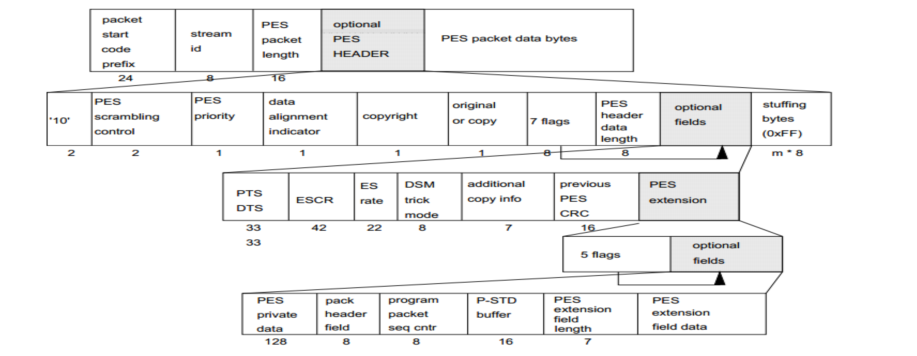 packet start code prefix
stream id
PES packet length
optional PES HEADER
PES packet data bytes
24 8 16
'10'
PES scrambling control
PES priority
data alignment indicator
copyright
original or copy
7 flags
PES header data length
optional fields
stuffing bytes (0xFF)
2 2 1 1 1 1 8 8 m * 8
PTS DTS
ESCR
ES rate
DSM trick mode
additional copy info
previous PES CRC
PES extension
33 42 22 8 7 16
33
5 flags
optional fields
PES private data
pack header field
program packet seq cntr
P-STD buffer
PES extension field length
PES extension field data
128 8 8 16 7